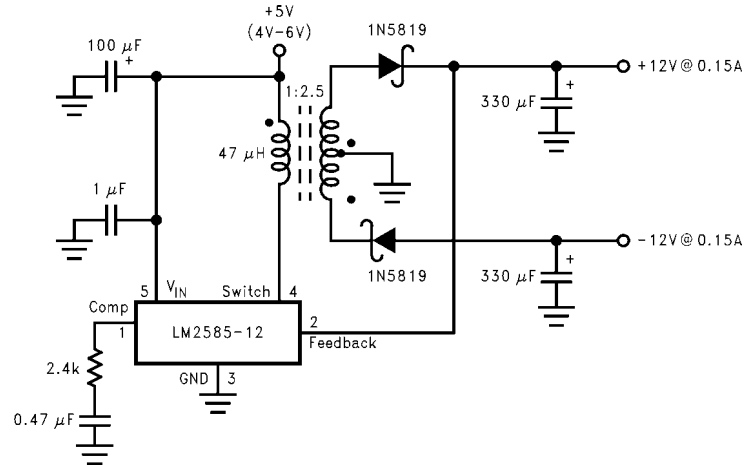 +5V
(4V-6V)
1N5819
100 μF
+
+12V@0.15A
1:2.5
+
330 μF
47 μH
1 μF
-12V@0.15A
1N5819
+
330 μF
5
VIN
Switch
4
Comp
1
LM2585-12
2
Feedback
2.4k
GND
3
0.47 μF